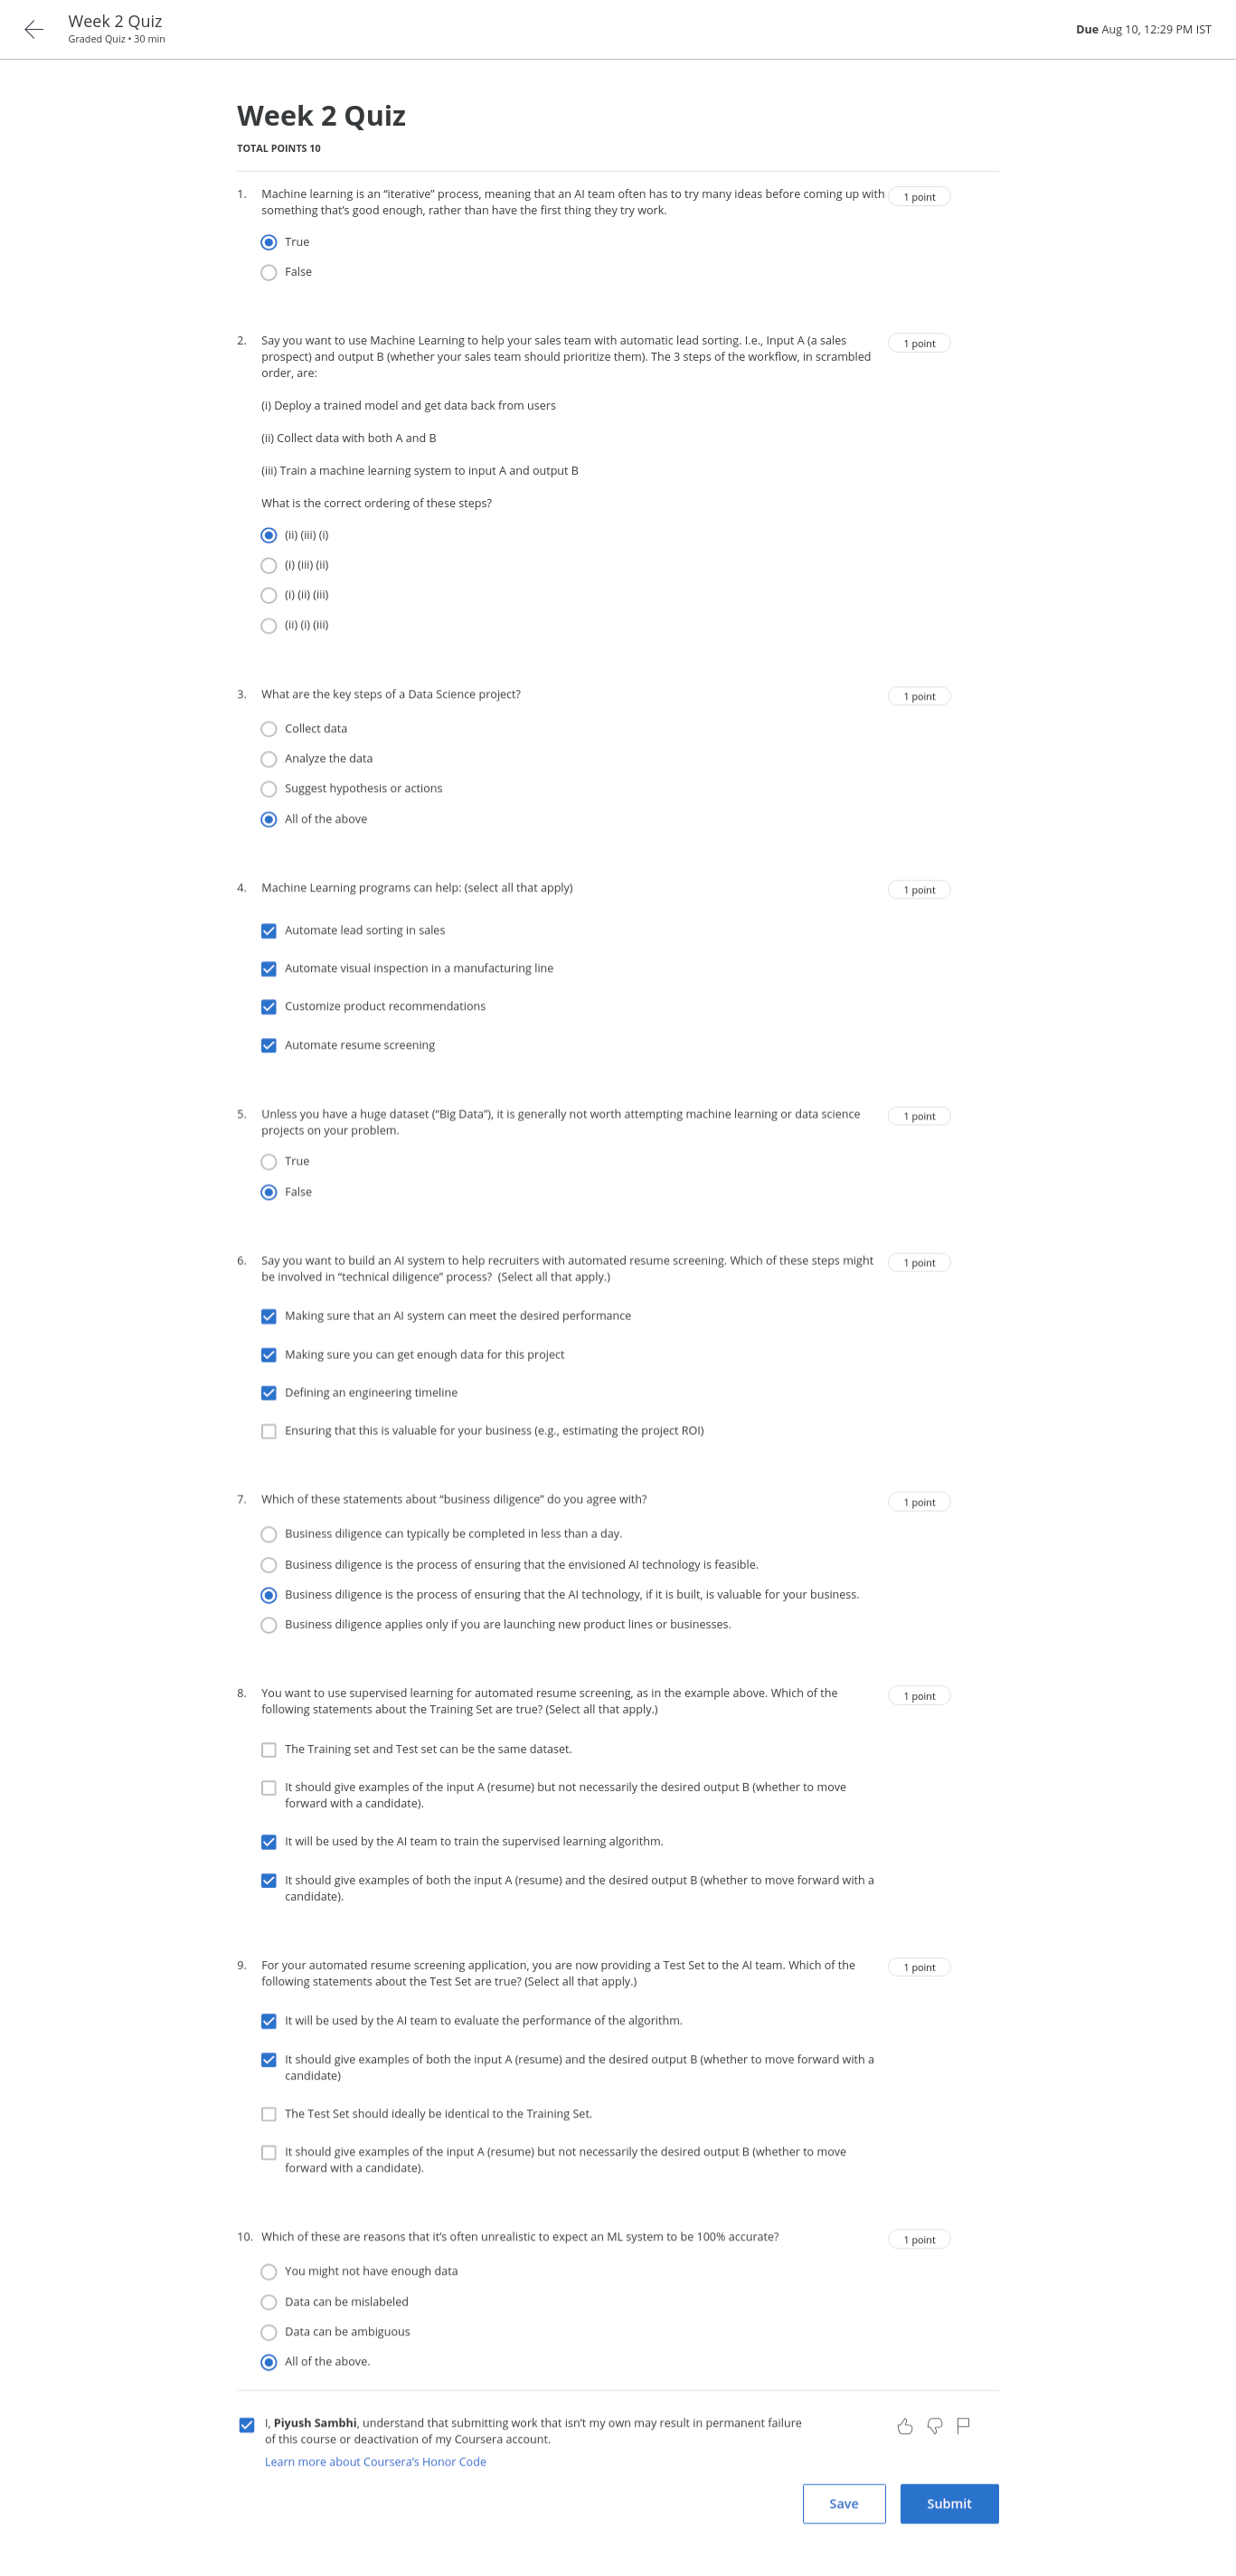 Week 2 Quiz
Graded Quiz • 30 min
Due Aug 10, 12:29 PM IST
Week 2 Quiz
TOTAL POINTS 10
1. Machine learning is an “iterative” process, meaning that an AI team often has to try many ideas before coming up with
something that’s good enough, rather than have the first thing they try work.
1 point
True
False
2. Say you want to use Machine Learning to help your sales team with automatic lead sorting. I.e., Input A (a sales
prospect) and output B (whether your sales team should prioritize them). The 3 steps of the workflow, in scrambled
order, are:
1 point
(i) Deploy a trained model and get data back from users
(ii) Collect data with both A and B
(iii) Train a machine learning system to input A and output B
What is the correct ordering of these steps?
(ii) (iii) (i)
(i) (iii) (ii)
(i) (ii) (iii)
(ii) (i) (iii)
3. What are the key steps of a Data Science project?
1 point
Collect data
Analyze the data
Suggest hypothesis or actions
All of the above
4. Machine Learning programs can help: (select all that apply)
1 point
Automate lead sorting in sales
Automate visual inspection in a manufacturing line
Customize product recommendations
Automate resume screening
5. Unless you have a huge dataset (“Big Data”), it is generally not worth attempting machine learning or data science
projects on your problem.
1 point
True
False
6. Say you want to build an AI system to help recruiters with automated resume screening. Which of these steps might
be involved in “technical diligence” process? (Select all that apply.)
1 point
Making sure that an AI system can meet the desired performance
Making sure you can get enough data for this project
Defining an engineering timeline
Ensuring that this is valuable for your business (e.g., estimating the project ROI)
7. Which of these statements about “business diligence” do you agree with?
1 point
Business diligence can typically be completed in less than a day.
Business diligence is the process of ensuring that the envisioned AI technology is feasible.
Business diligence is the process of ensuring that the AI technology, if it is built, is valuable for your business.
Business diligence applies only if you are launching new product lines or businesses.
8. You want to use supervised learning for automated resume screening, as in the example above. Which of the
following statements about the Training Set are true? (Select all that apply.)
1 point
The Training set and Test set can be the same dataset.
It should give examples of the input A (resume) but not necessarily the desired output B (whether to move
forward with a candidate).
It will be used by the AI team to train the supervised learning algorithm.
It should give examples of both the input A (resume) and the desired output B (whether to move forward with a
candidate).
9. For your automated resume screening application, you are now providing a Test Set to the AI team. Which of the
following statements about the Test Set are true? (Select all that apply.)
1 point
It will be used by the AI team to evaluate the performance of the algorithm.
It should give examples of both the input A (resume) and the desired output B (whether to move forward with a
candidate)
The Test Set should ideally be identical to the Training Set.
It should give examples of the input A (resume) but not necessarily the desired output B (whether to move
forward with a candidate).
10. Which of these are reasons that it’s often unrealistic to expect an ML system to be 100% accurate?
1 point
You might not have enough data
Data can be mislabeled
Data can be ambiguous
All of the above.
I, Piyush Sambhi, understand that submitting work that isn’t my own may result in permanent failure
of this course or deactivation of my Coursera account.
Learn more about Coursera’s Honor Code
Save
Submit